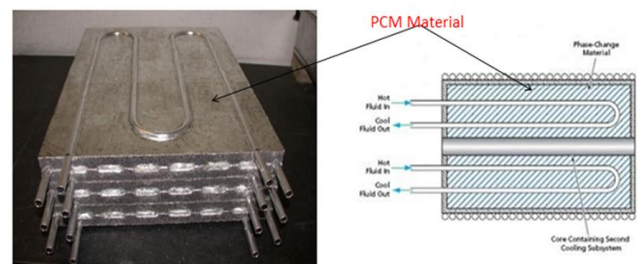 PCM Material
Phase-Change
Material
Hot
Fluid In
Cool
Fluid Out
Hot
Fluid In
Cool
Fluid Out
Core Containing Second
Cooling Subsystem